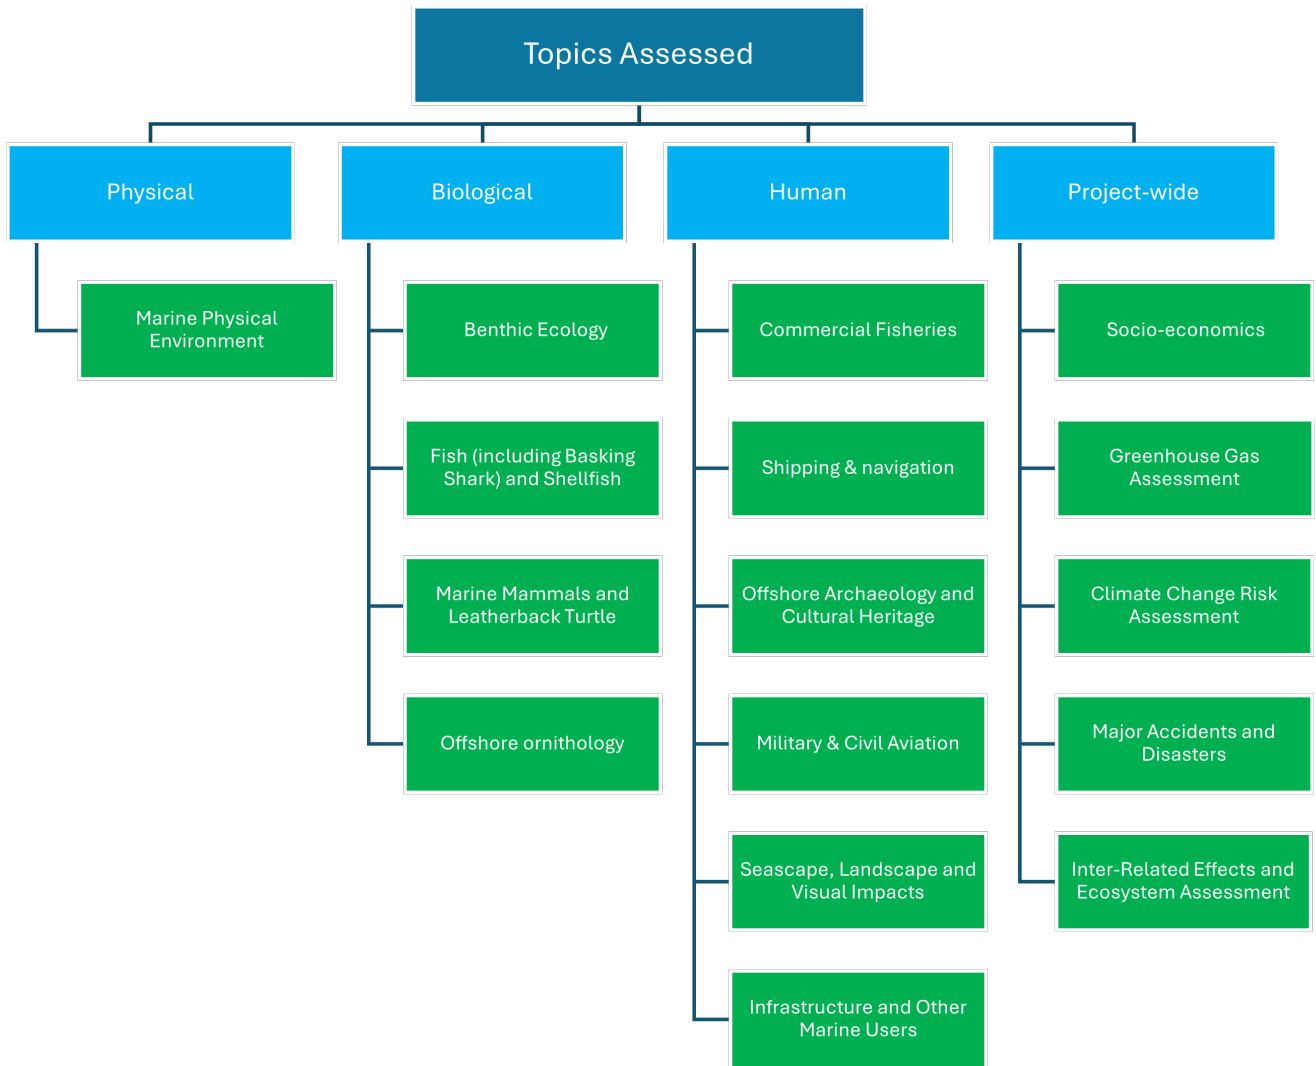 Topics Assessed
Physical
Biological
Human
Project-wide
Marine Physical
Environment
Benthic Ecology
Fish (including Basking
Shark) and Shellfish
Marine Mammals and
Leatherback Turtle
Offshore ornithology
Commercial Fisheries
Shipping & navigation
Offshore Archaeology and
Cultural Heritage
Military & Civil Aviation
Seascape, Landscape and
Visual Impacts
Infrastructure and Other
Marine Users
Socio-economics
Greenhouse Gas
Assessment
Climate Change Risk
Assessment
Major Accidents and
Disasters
Inter-Related Effects and
Ecosystem Assessment